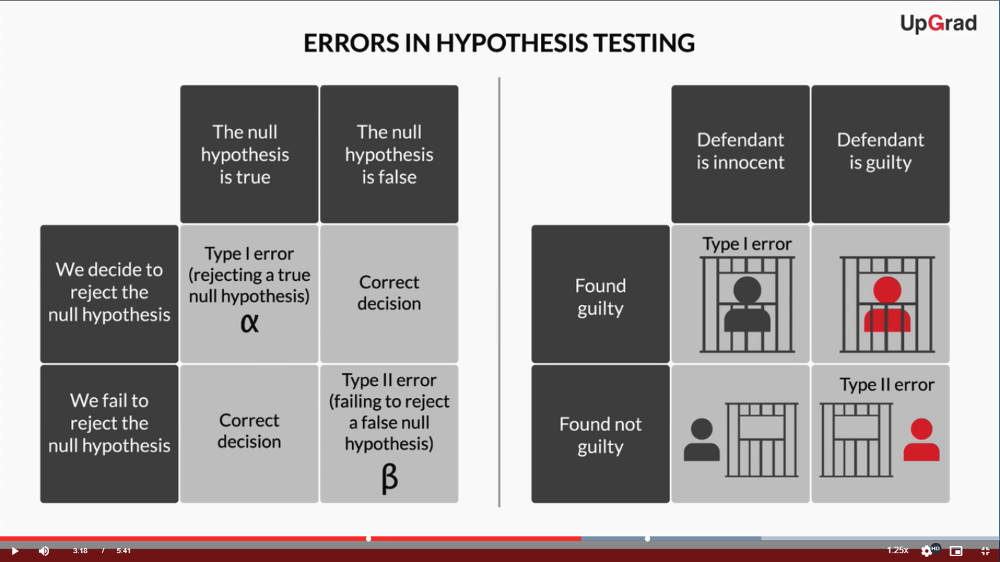 UpGrad
ERRORS IN HYPOTHESIS TESTING
The null
hypothesis
is true
The null
hypothesis
is false
We decide to
reject the
null hypothesis
Type I error
(rejecting a true
null hypothesis)
α
Correct
decision
We fail to
reject the
null hypothesis
Correct
decision
Type II error
(failing to reject
a false null
hypothesis)
β
Defendant
is innocent
Defendant
is guilty
Found
guilty
Type I error
Found not
guilty
Type II error
3:18 / 5:41
1.25x
HD